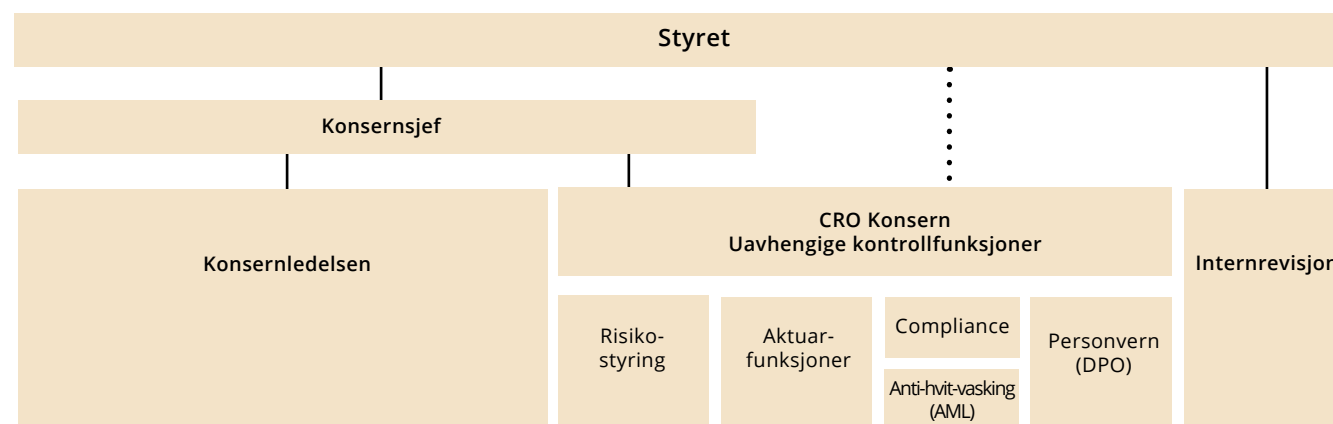 Styret
Konsernsjef
Konsernledelsen
CRO Konsern
Uavhengige kontrollfunksjoner
Internrevisjon
Risiko-
styring
Aktuar-
funksjoner
Compliance
Anti-hvit-vasking
(AML)
Personvern
(DPO)